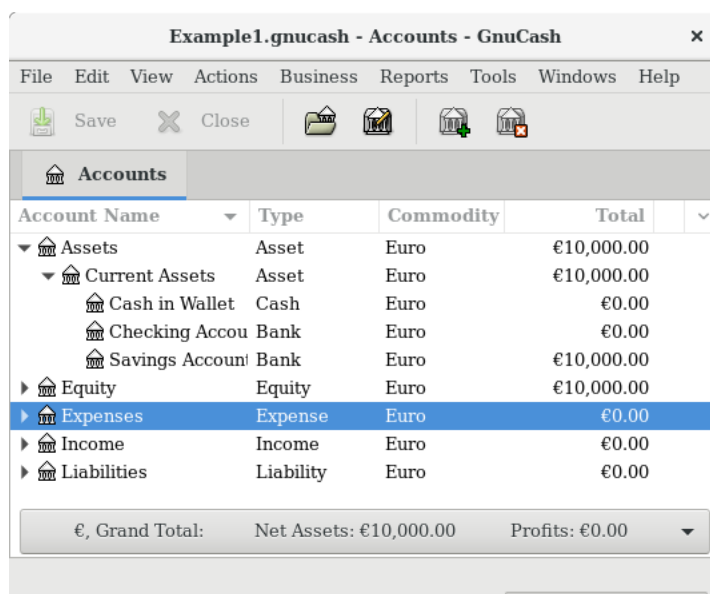 Example1.gnucash - Accounts - GnuCash
File Edit View Actions Business Reports Tools Windows Help
Save Close
Accounts
Account Name Type Commodity Total
Assets Asset Euro €10,000.00
Current Assets Asset Euro €10,000.00
Cash in Wallet Cash Euro €0.00
Checking Accou Bank Euro €0.00
Savings Account Bank Euro €10,000.00
Equity Equity Euro €10,000.00
Expenses Expense Euro €0.00
Income Income Euro €0.00
Liabilities Liability Euro €0.00
€, Grand Total: Net Assets: €10,000.00 Profits: €0.00